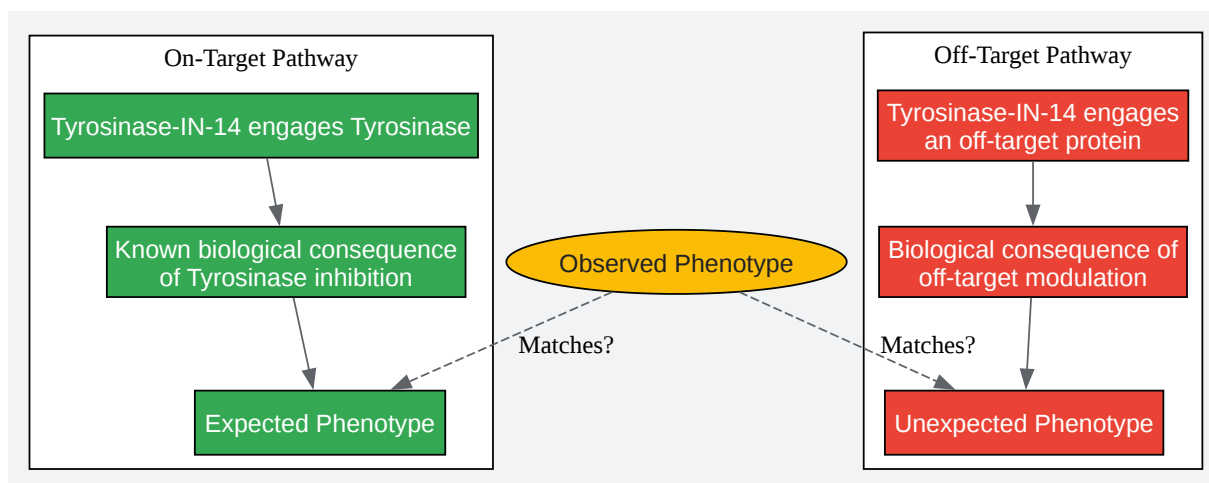 On-Target Pathway
Tyrosinase-IN-14 engages Tyrosinase
Known biological consequence
of Tyrosinase inhibition
Expected Phenotype
Observed Phenotype
Matches?
Matches?
Off-Target Pathway
Tyrosinase-IN-14 engages
an off-target protein
Biological consequence of
off-target modulation
Unexpected Phenotype